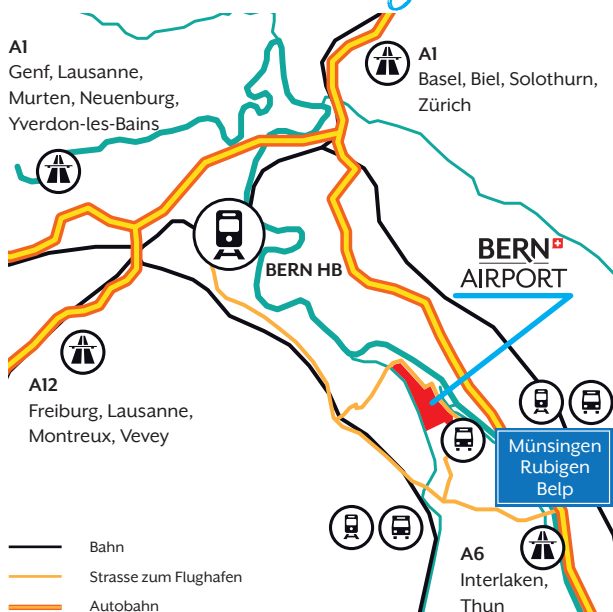 A1
Genf, Lausanne,
Murten, Neuenburg,
Yverdon-les-Bains
A1
Basel, Biel, Solothurn,
Zürich
BERN HB
BERN
AIRPORT
A12
Freiburg, Lausanne,
Montreux, Vevey
Münsingen
Rubigen
Belp
A6
Interlaken,
Thun
Bahn
Strasse zum Flughafen
Autobahn